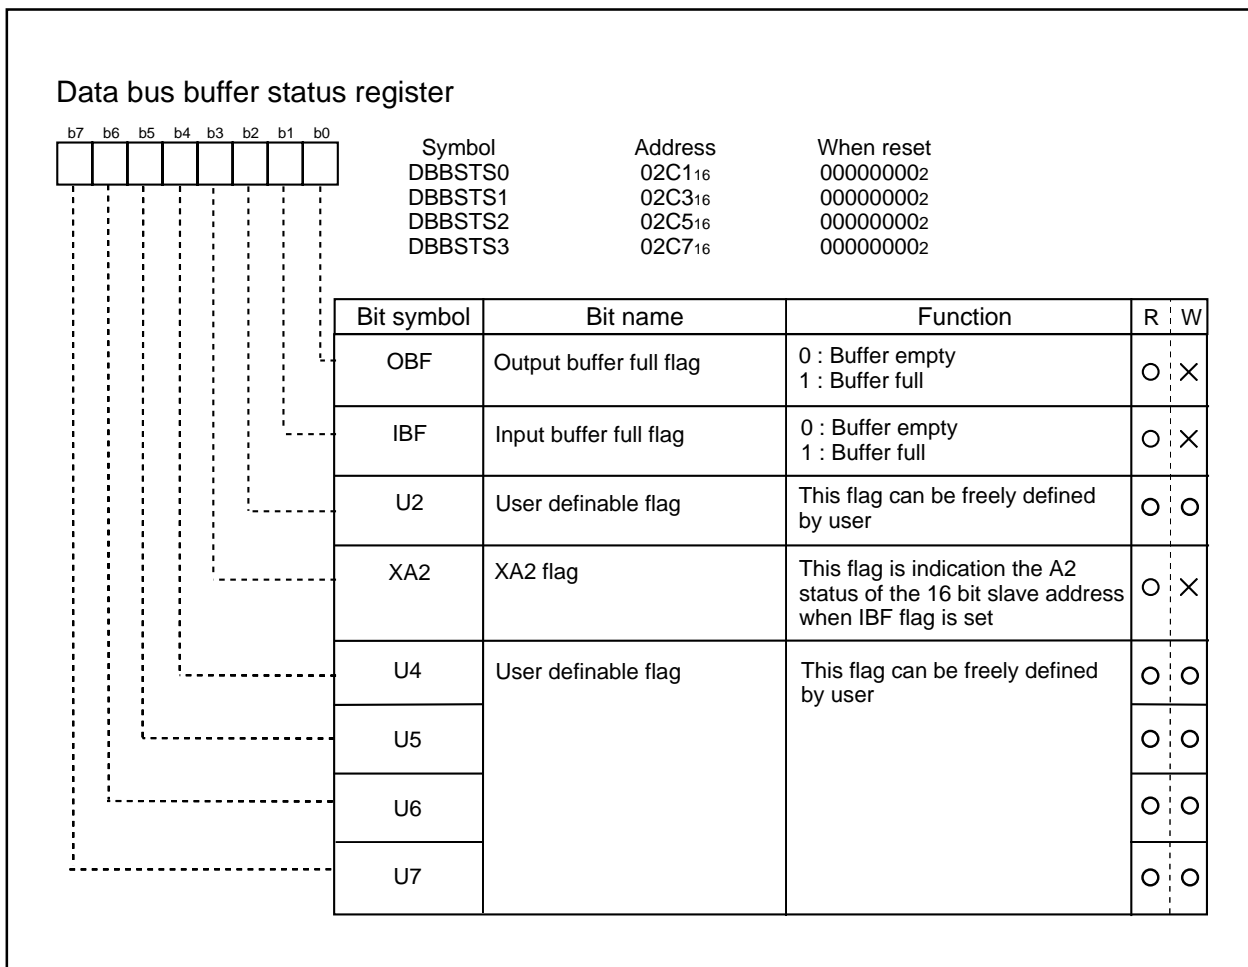 Data bus buffer status register
b7 b6 b5 b4 b3 b2 b1 b0
Symbol Address When reset
DBBSTS0 02C116 000000002
DBBSTS1 02C316 000000002
DBBSTS2 02C516 000000002
DBBSTS3 02C716 000000002
Bit symbol Bit name Function R W
OBF Output buffer full flag 0 : Buffer empty
1 : Buffer full
IBF Input buffer full flag 0 : Buffer empty
1 : Buffer full
U2 User definable flag This flag can be freely defined
by user
XA2 XA2 flag This flag is indication the A2
status of the 16 bit slave address
when IBF flag is set
U4 User definable flag This flag can be freely defined
by user
U5
U6
U7